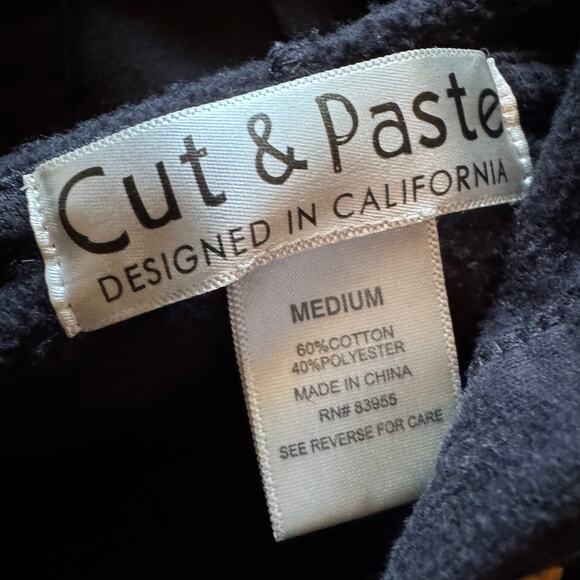 Cut & Paste
DESIGNED IN CALIFORNIA
MEDIUM
60%COTTON
40%POLYESTER
MADE IN CHINA
RN# 83955
SEE REVERSE FOR CARE